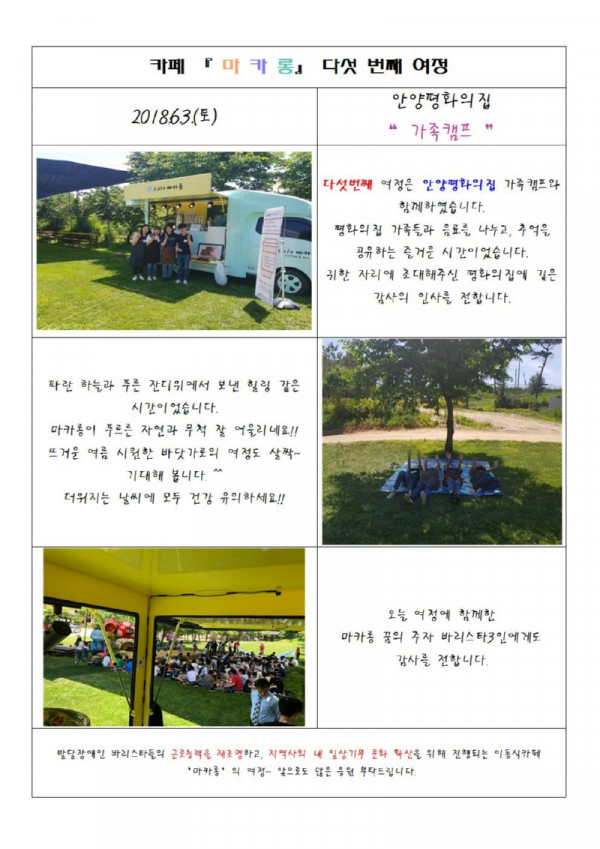 카페 『마카롱』 다섯 번째 여정
2018.6.3.(토)
안양평화의집
“ 가족캠프 ”
다섯번째 여정은 안양평화의집 가족캠프와
함께하였습니다.
평화의집 가족들과 음료를 나누고, 추억을
공유하는 즐거운 시간이었습니다.
귀한 자리에 초대해주신 평화의집에 깊은
감사의 인사를 전합니다.
파란 하늘과 푸른 잔디위에서 보낸 힐링 같은
시간이었습니다.
마카롱이 푸르른 자연과 무척 잘 어울리네요!!
뜨거운 여름 시원한 바닷가로의 여정도 살짝~
기대해 봅니다. ^^
더워지는 날씨에 모두 건강 유의하세요!!
오늘 여정에 함께한
마카롱 꿈의 주자 바리스타3인에게도
감사를 전합니다.
발달장애인 바리스타들의 근로능력을 재조명하고, 지역사회 내 일상기부 문화 확산을 위해 진행되는 이동식카페
"마카롱" 의 여정~ 앞으로도 많은 응원 부탁드립니다.